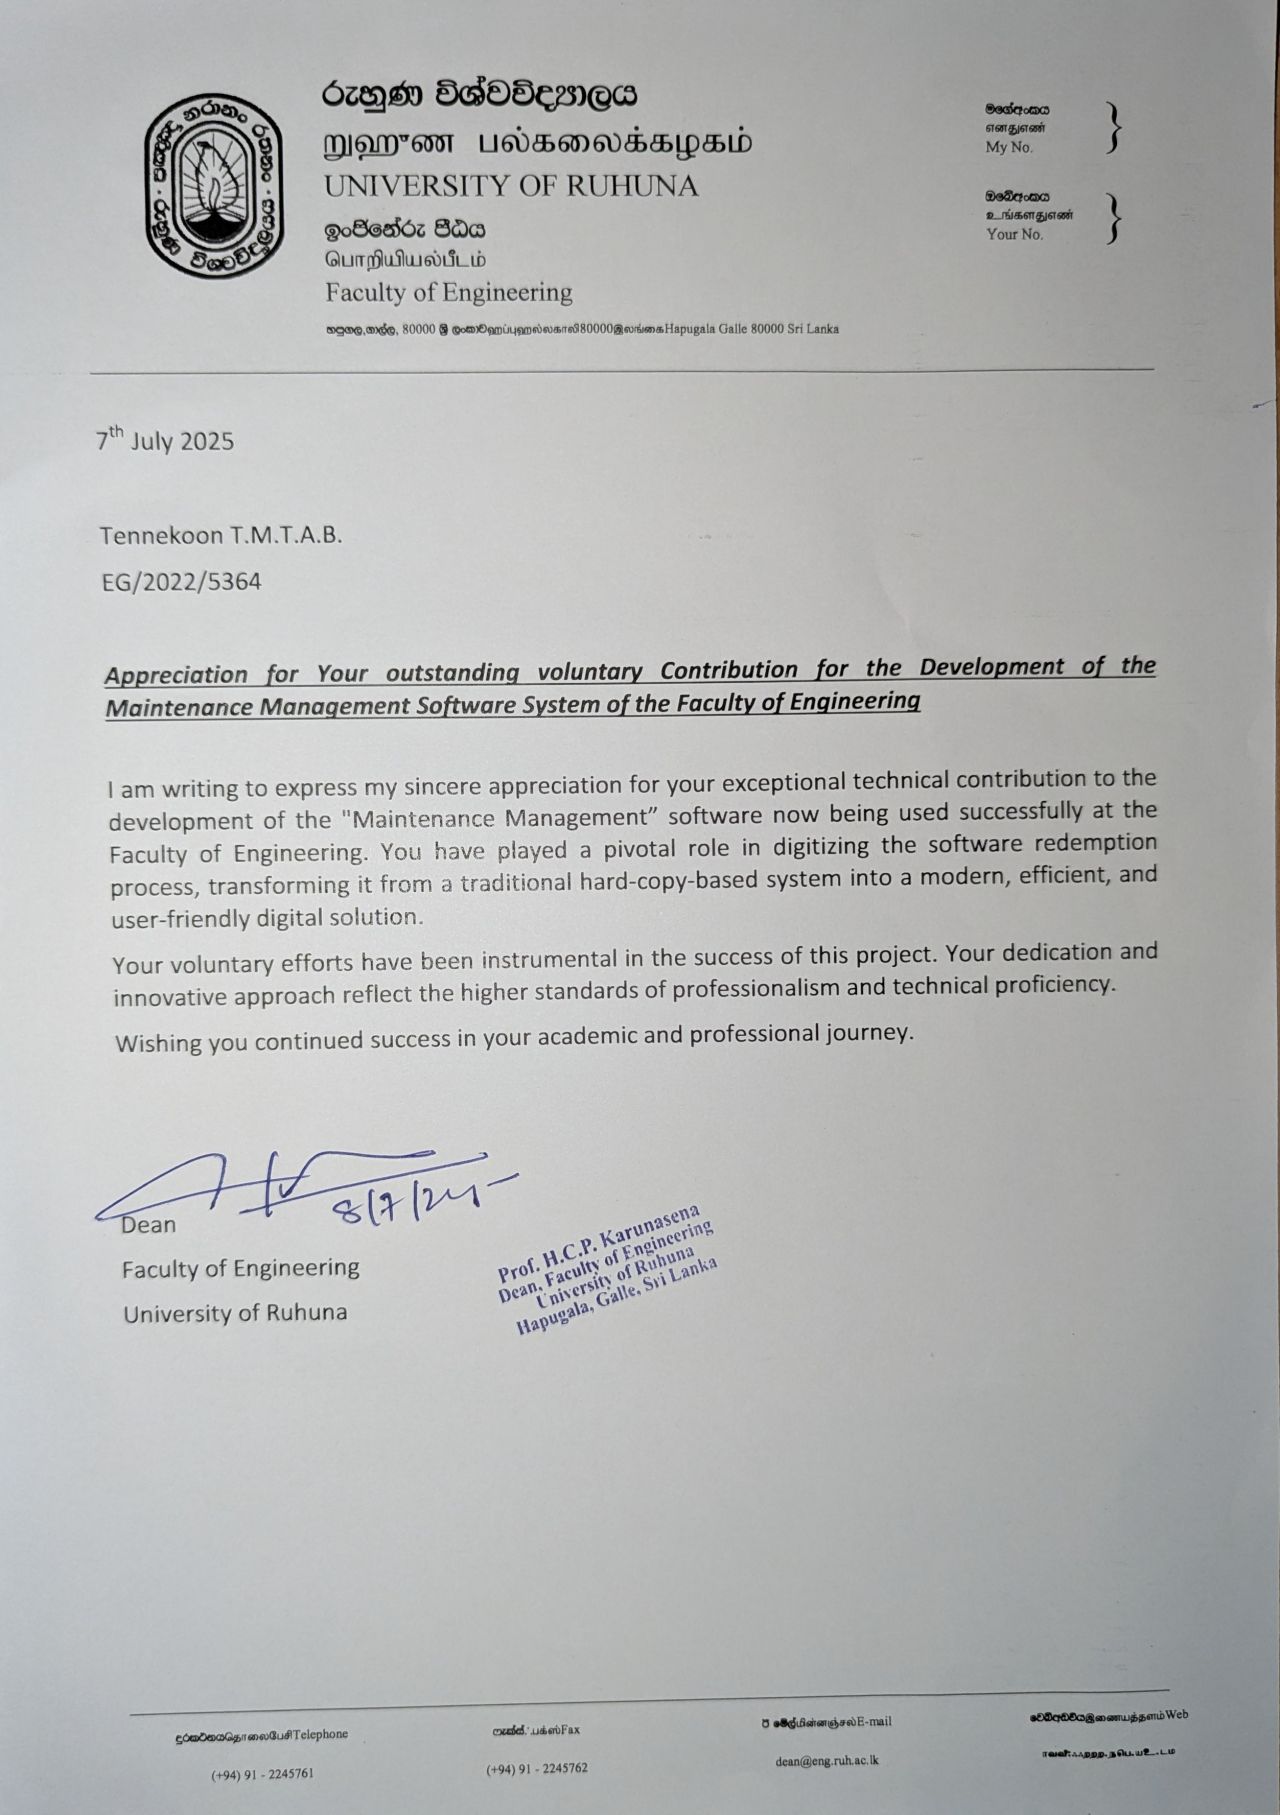 රුහුණ විශ්වවිද්‍යාලය
றுஹுண பல்கலைக்கழகம்
UNIVERSITY OF RUHUNA
ඉංජිනේරු පීඨය
பொறியியல்பீடம்
Faculty of Engineering
හපුගල,ගාල්ල, 80000 ශ්‍රී ලංකාවஹப்புஹல்லகாலி80000இலங்கைHapugala Galle 80000 Sri Lanka
මගේඅංකය
எனதுஎண்
My No.
ඔබේඅංකය
உங்களதுஎண்
Your No.
7th July 2025
Tennekoon T.M.T.A.B.
EG/2022/5364
Appreciation for Your outstanding voluntary Contribution for the Development of the
Maintenance Management Software System of the Faculty of Engineering
I am writing to express my sincere appreciation for your exceptional technical contribution to the
development of the "Maintenance Management” software now being used successfully at the
Faculty of Engineering. You have played a pivotal role in digitizing the software redemption
process, transforming it from a traditional hard-copy-based system into a modern, efficient, and
user-friendly digital solution.
Your voluntary efforts have been instrumental in the success of this project. Your dedication and
innovative approach reflect the higher standards of professionalism and technical proficiency.
Wishing you continued success in your academic and professional journey.
Dean
Faculty of Engineering
University of Ruhuna
Prof. H.C.P. Karunasena
Dean, Faculty of Engineering
University of Ruhuna
Hapugala, Galle, Sri Lanka
දුරකථනයதொலைபேசிTelephone
(+94) 91 - 2245761
Fax
(+94) 91 - 2245762
ඊ මේල්மின்னஞ்சல்E-mail
dean@eng.ruh.ac.lk
வෙබ්අඩවියஇணையத்தளம்Web